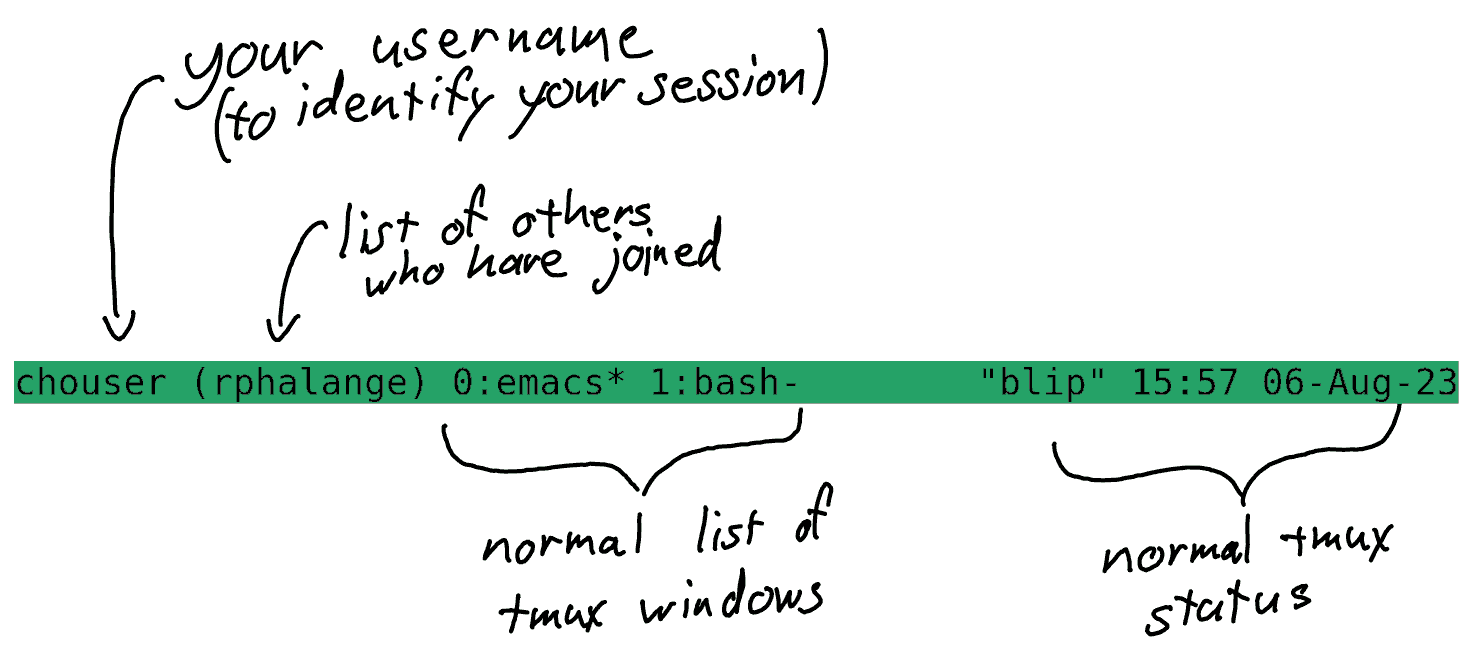 your username
(to identify your session)
list of others
who have joined
chouser (rphalange) 0:emacs* 1:bash- "blip" 15:57 06-Aug-23
normal list of
tmux windows
normal tmux
status